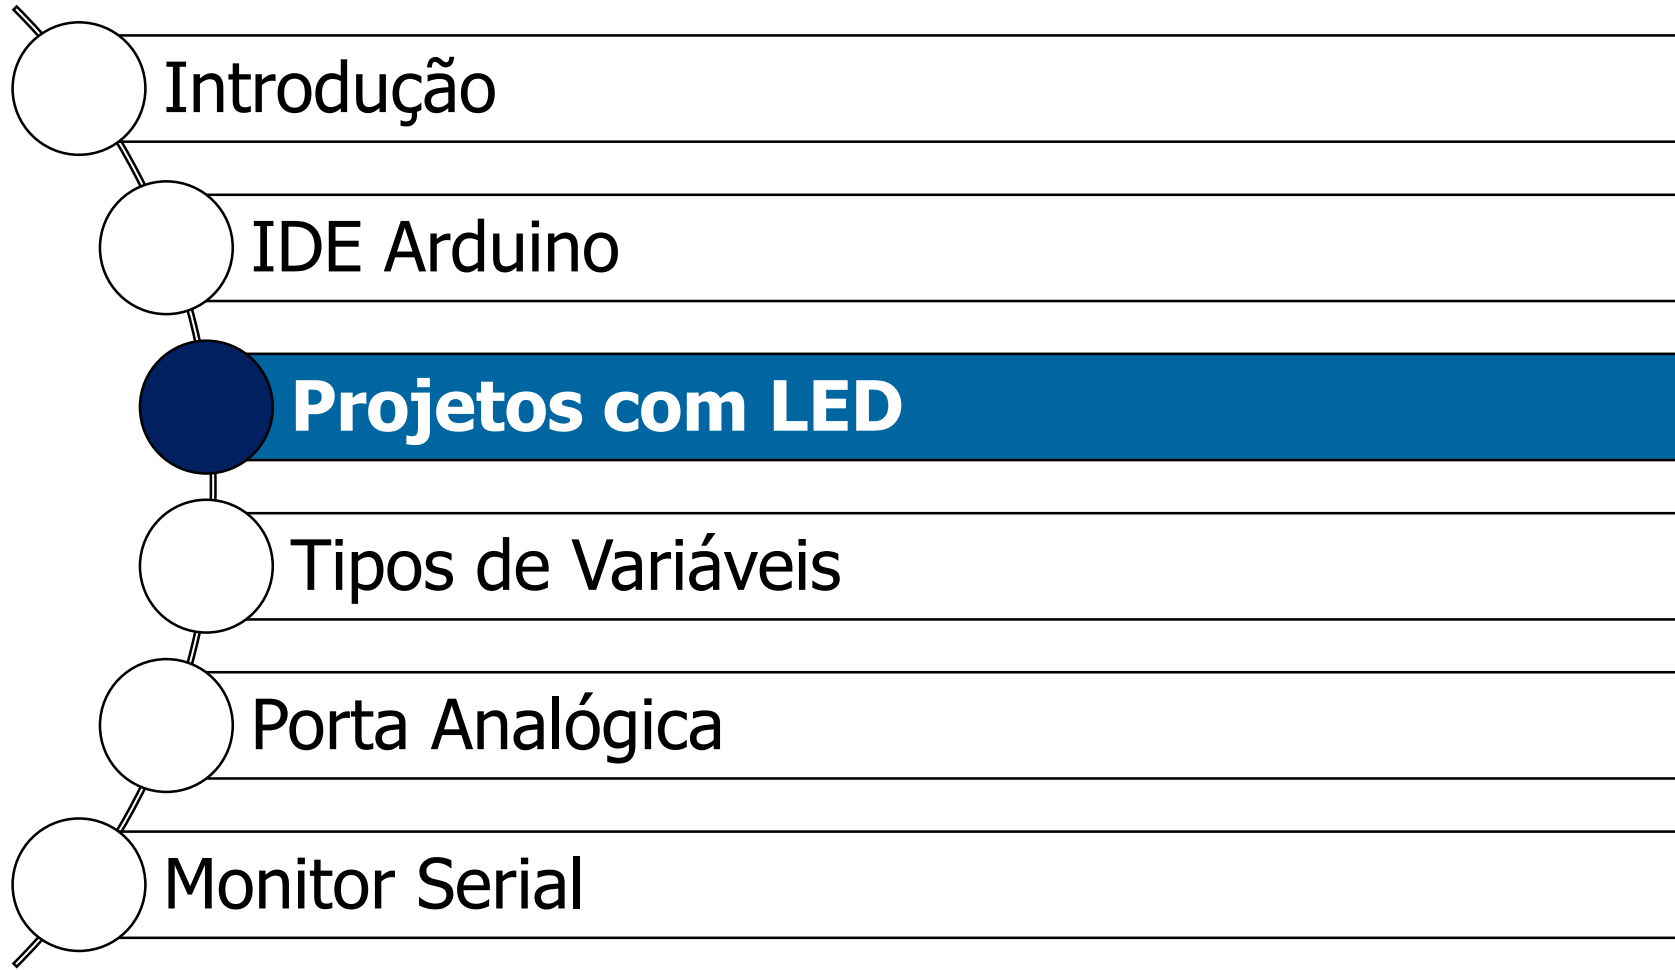 Introdução
IDE Arduino
Projetos com LED
Tipos de Variáveis
Porta Analógica
Monitor Serial